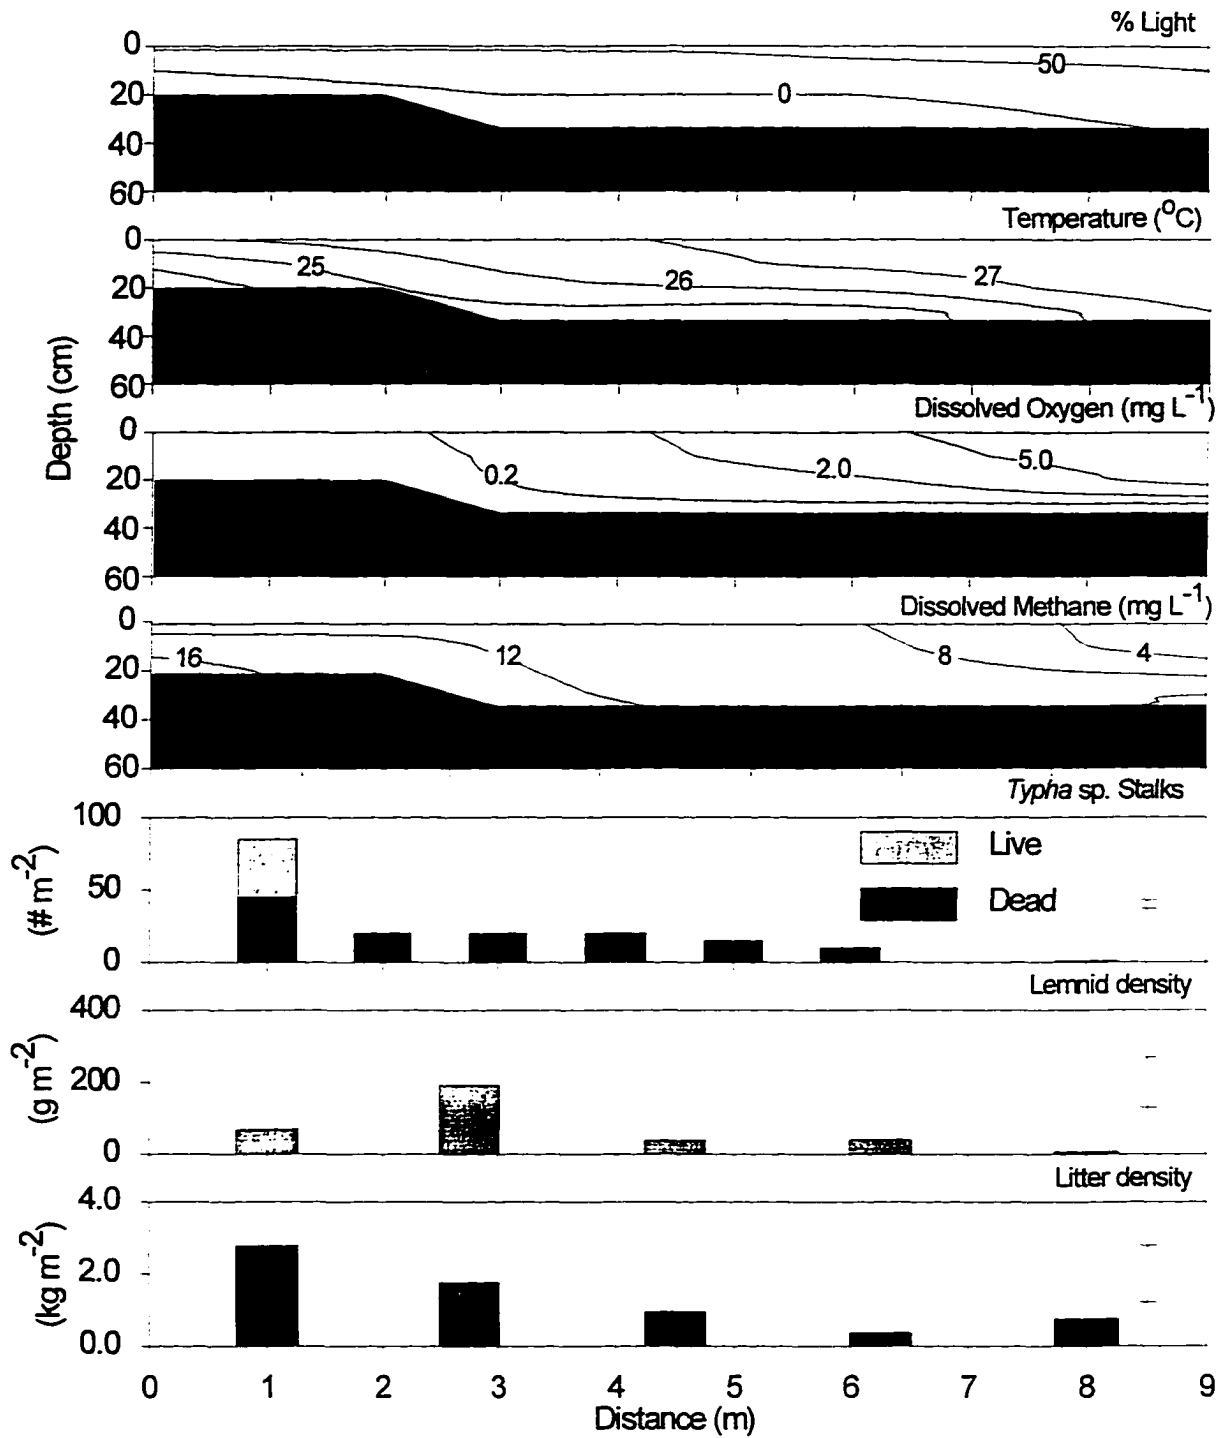 % Light
0
20
40
60
50
0
Temperature (°C)
0
20
40
60
25
26
27
Depth (cm)
Dissolved Oxygen (mg L⁻¹)
0
20
40
60
0.2
2.0
5.0
Dissolved Methane (mg L⁻¹)
0
20
40
60
16
12
8
4
Typha sp. Stalks
100
50
0
(# m⁻²)
Live
Dead
Lemnid density
400
200
0
(g m⁻²)
Litter density
4.0
2.0
0.0
(kg m⁻²)
0 1 2 3 4 5 6 7 8 9
Distance (m)